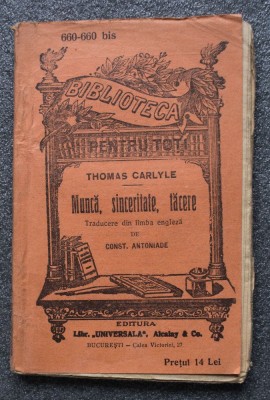 660-660 bis
BIBLIOTECA
PENTRU TOȚI
THOMAS CARLYLE
Muncă, sinceritate, tăcere
Traducere din limba engleză
DE
CONST. ANTONIADE
EDITURA
Libr. „UNIVERSALA", Alcalay & Co.
BUCUREȘTI - Calea Victoriei, 27
Prețul 14 Lei